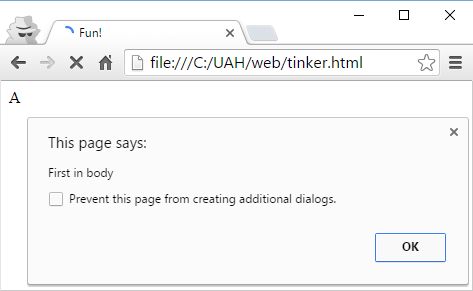 Fun!
file:///C:/UAH/web/tinker.html
A
This page says:
First in body
Prevent this page from creating additional dialogs.
OK